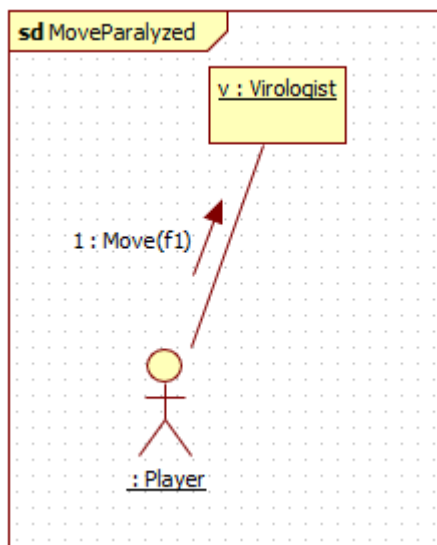 sd MoveParalyzed
v : Virologist
1 : Move(f1)
: Player